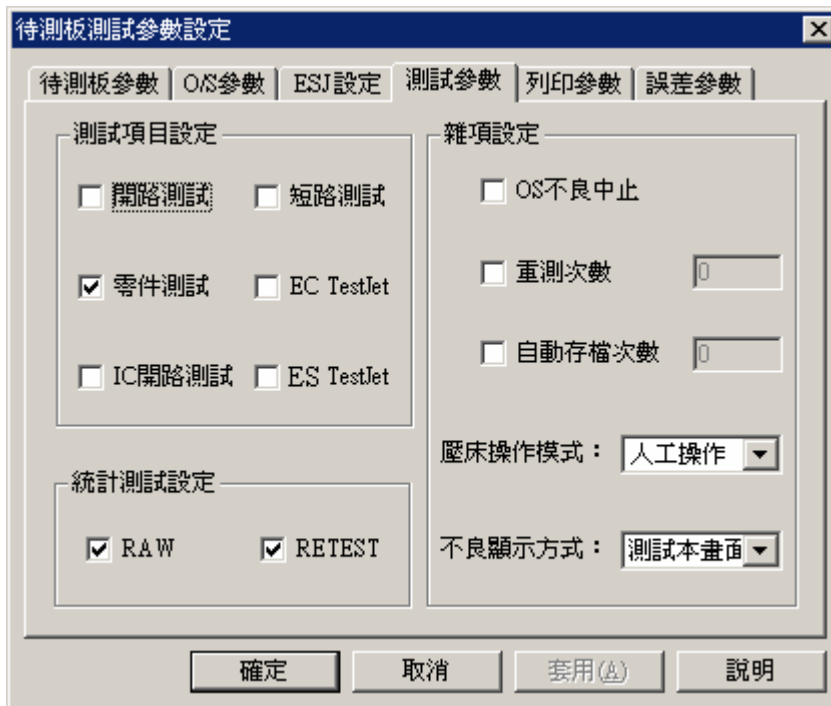 待測板測試參數設定
待測板參數 O/S參數 ESJ設定 測試參數 列印參數 誤差參數
測試項目設定
開路測試 短路測試
零件測試 EC TestJet
IC開路測試 ES TestJet
統計測試設定
RAW RETEST
雜項設定
OS不良中止
重測次數 0
自動存檔次數 0
壓床操作模式： 人工操作
不良顯示方式： 測試本畫面
確定 取消 套用(A) 說明